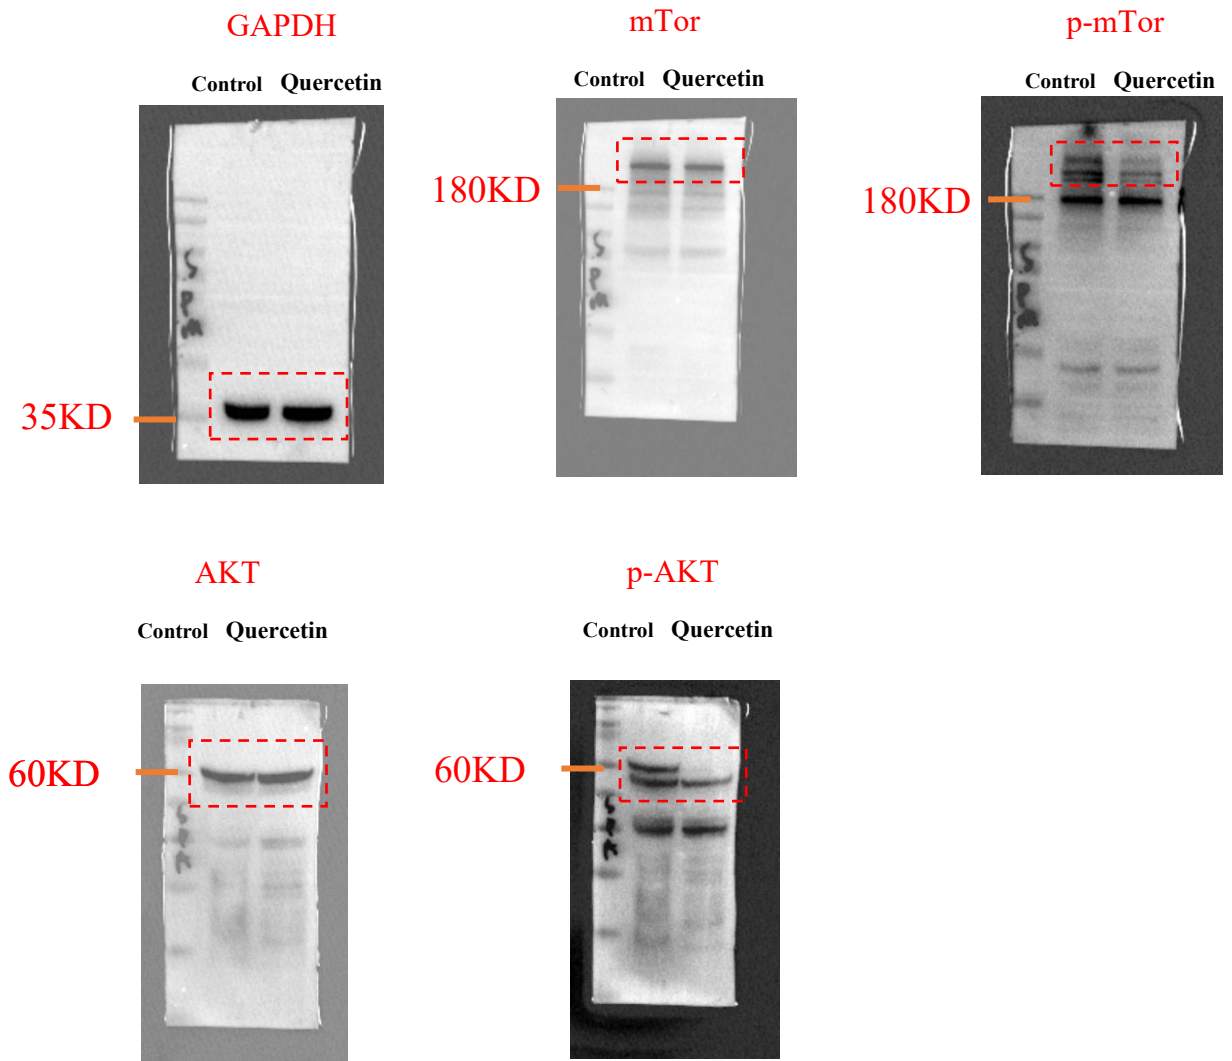 GAPDH
Control Quercetin
35KD
mTor
Control Quercetin
180KD
p-mTor
Control Quercetin
180KD
AKT
Control Quercetin
60KD
p-AKT
Control Quercetin
60KD